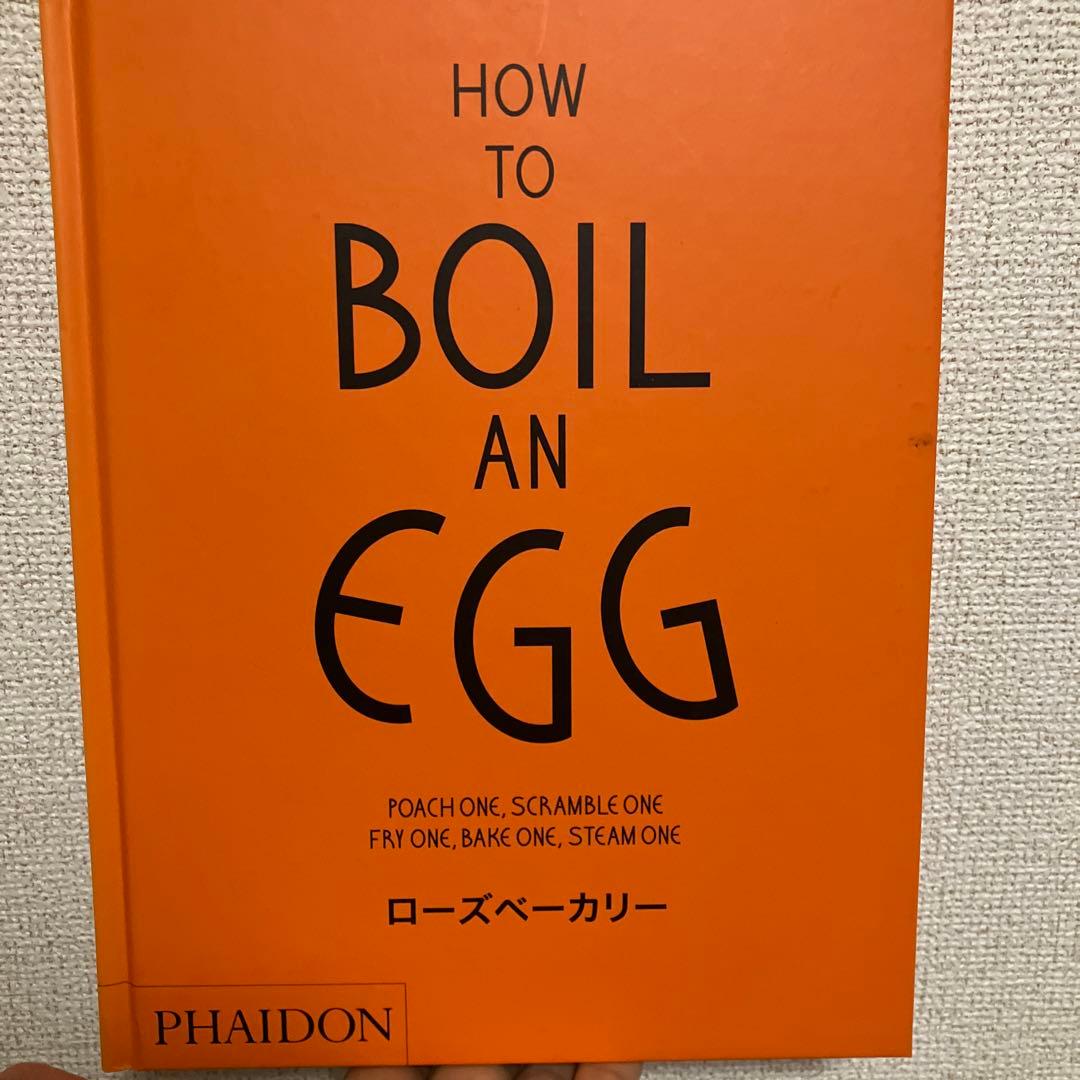 HOW
TO
BOIL
AN
EGG
POACH ONE, SCRAMBLE ONE
FRY ONE, BAKE ONE, STEAM ONE
ローズベーカリー
PHAIDON